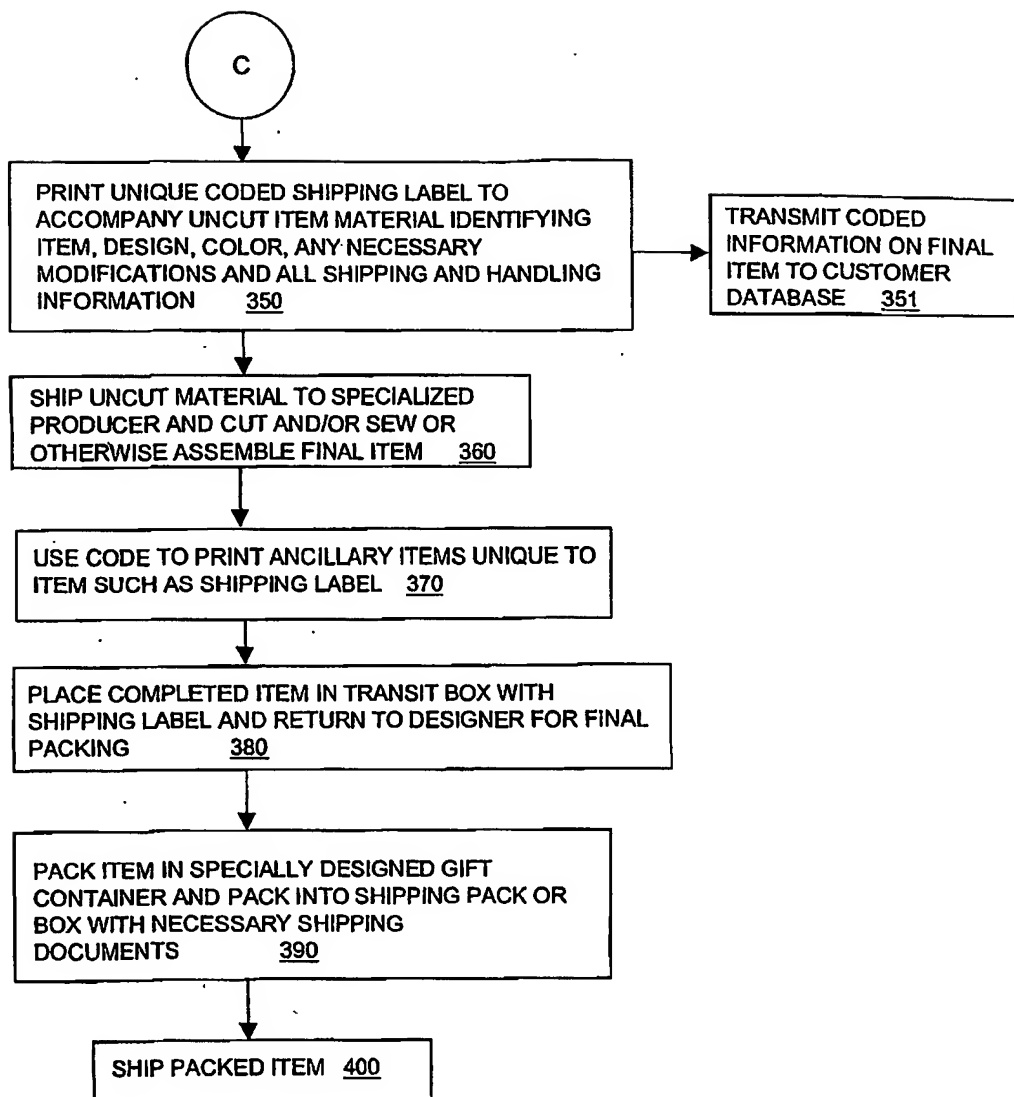 C
PRINT UNIQUE CODED SHIPPING LABEL TO
ACCOMPANY UNCUT ITEM MATERIAL IDENTIFYING
ITEM, DESIGN, COLOR, ANY NECESSARY
MODIFICATIONS AND ALL SHIPPING AND HANDLING
INFORMATION 350
TRANSMIT CODED
INFORMATION ON FINAL
ITEM TO CUSTOMER
DATABASE 351
SHIP UNCUT MATERIAL TO SPECIALIZED
PRODUCER AND CUT AND/OR SEW OR
OTHERWISE ASSEMBLE FINAL ITEM 360
USE CODE TO PRINT ANCILLARY ITEMS UNIQUE TO
ITEM SUCH AS SHIPPING LABEL 370
PLACE COMPLETED ITEM IN TRANSIT BOX WITH
SHIPPING LABEL AND RETURN TO DESIGNER FOR FINAL
PACKING 380
PACK ITEM IN SPECIALLY DESIGNED GIFT
CONTAINER AND PACK INTO SHIPPING PACK OR
BOX WITH NECESSARY SHIPPING
DOCUMENTS 390
SHIP PACKED ITEM 400